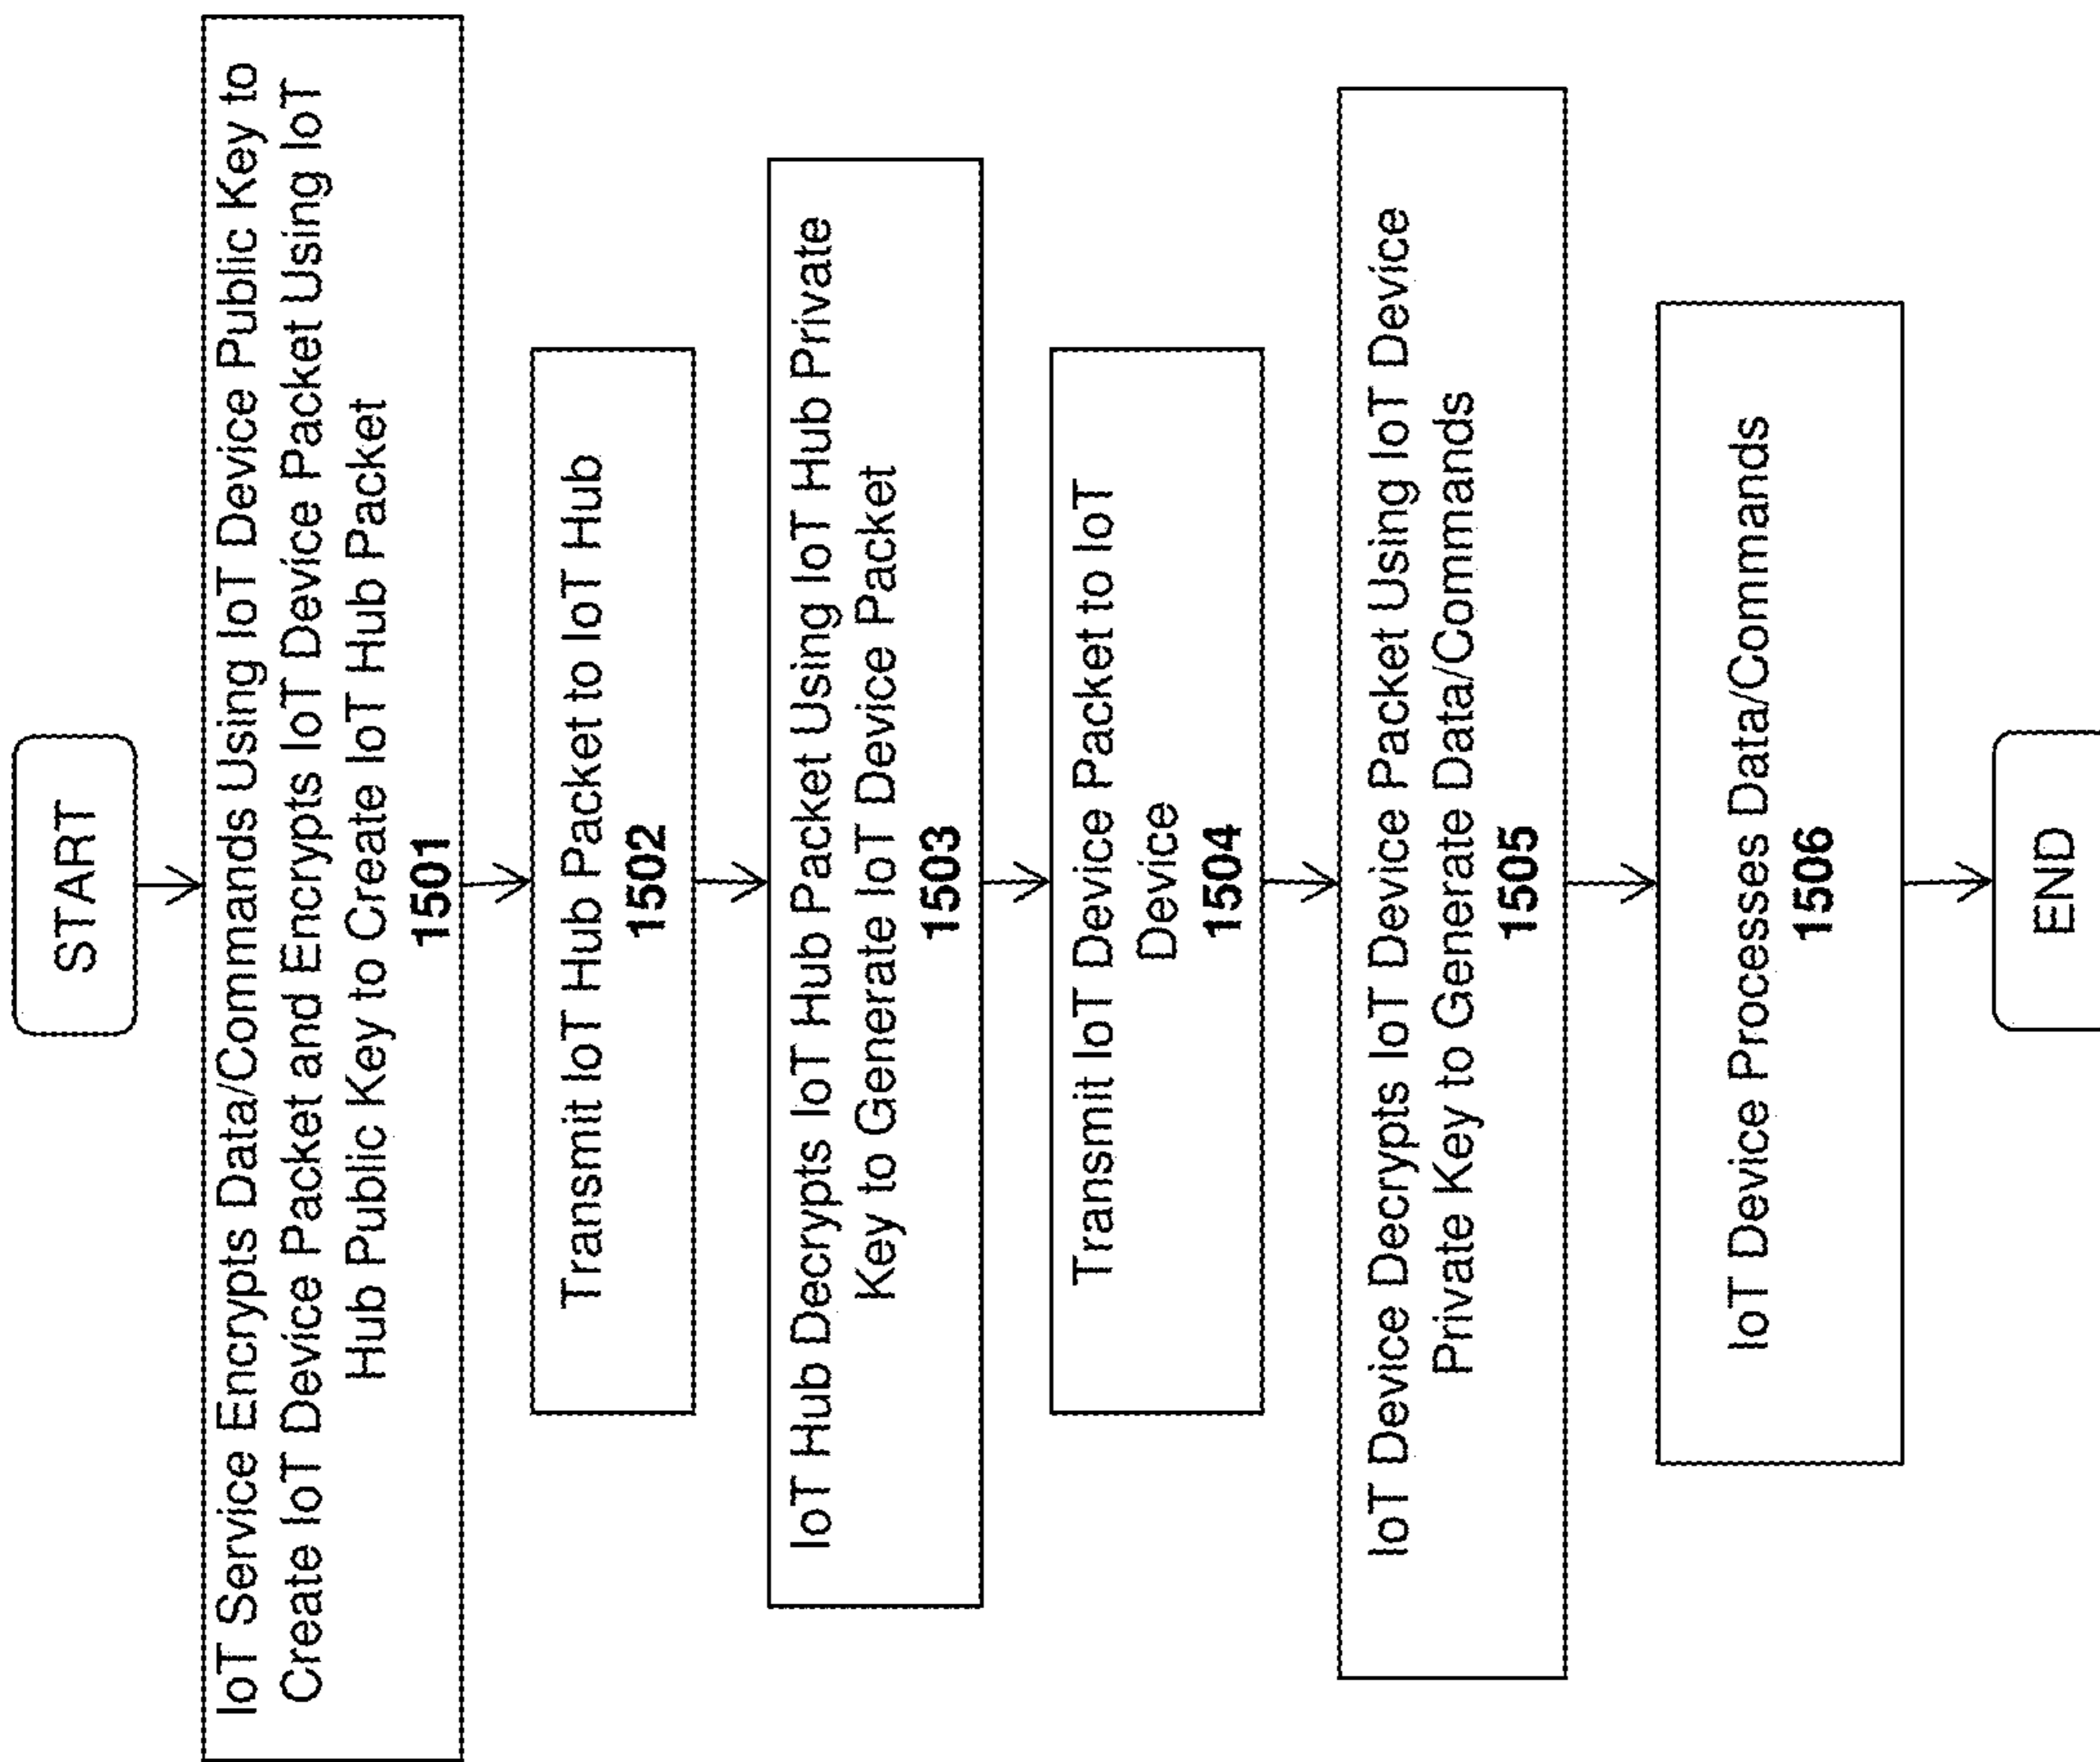 START
IoT Service Encrypts Data/Commands Using IoT Device Public Key to
Create IoT Device Packet and Encrypts IoT Device Packet Using IoT
Hub Public Key to Create IoT Hub Packet
1501
Transmit IoT Hub Packet to IoT Hub
1502
IoT Hub Decrypts IoT Hub Packet Using IoT Hub Private
Key to Generate IoT Device Packet
1503
Transmit IoT Device Packet to IoT
Device
1504
IoT Device Decrypts IoT Device Packet Using IoT Device
Private Key to Generate Data/Commands
1505
IoT Device Processes Data/Commands
1506
END